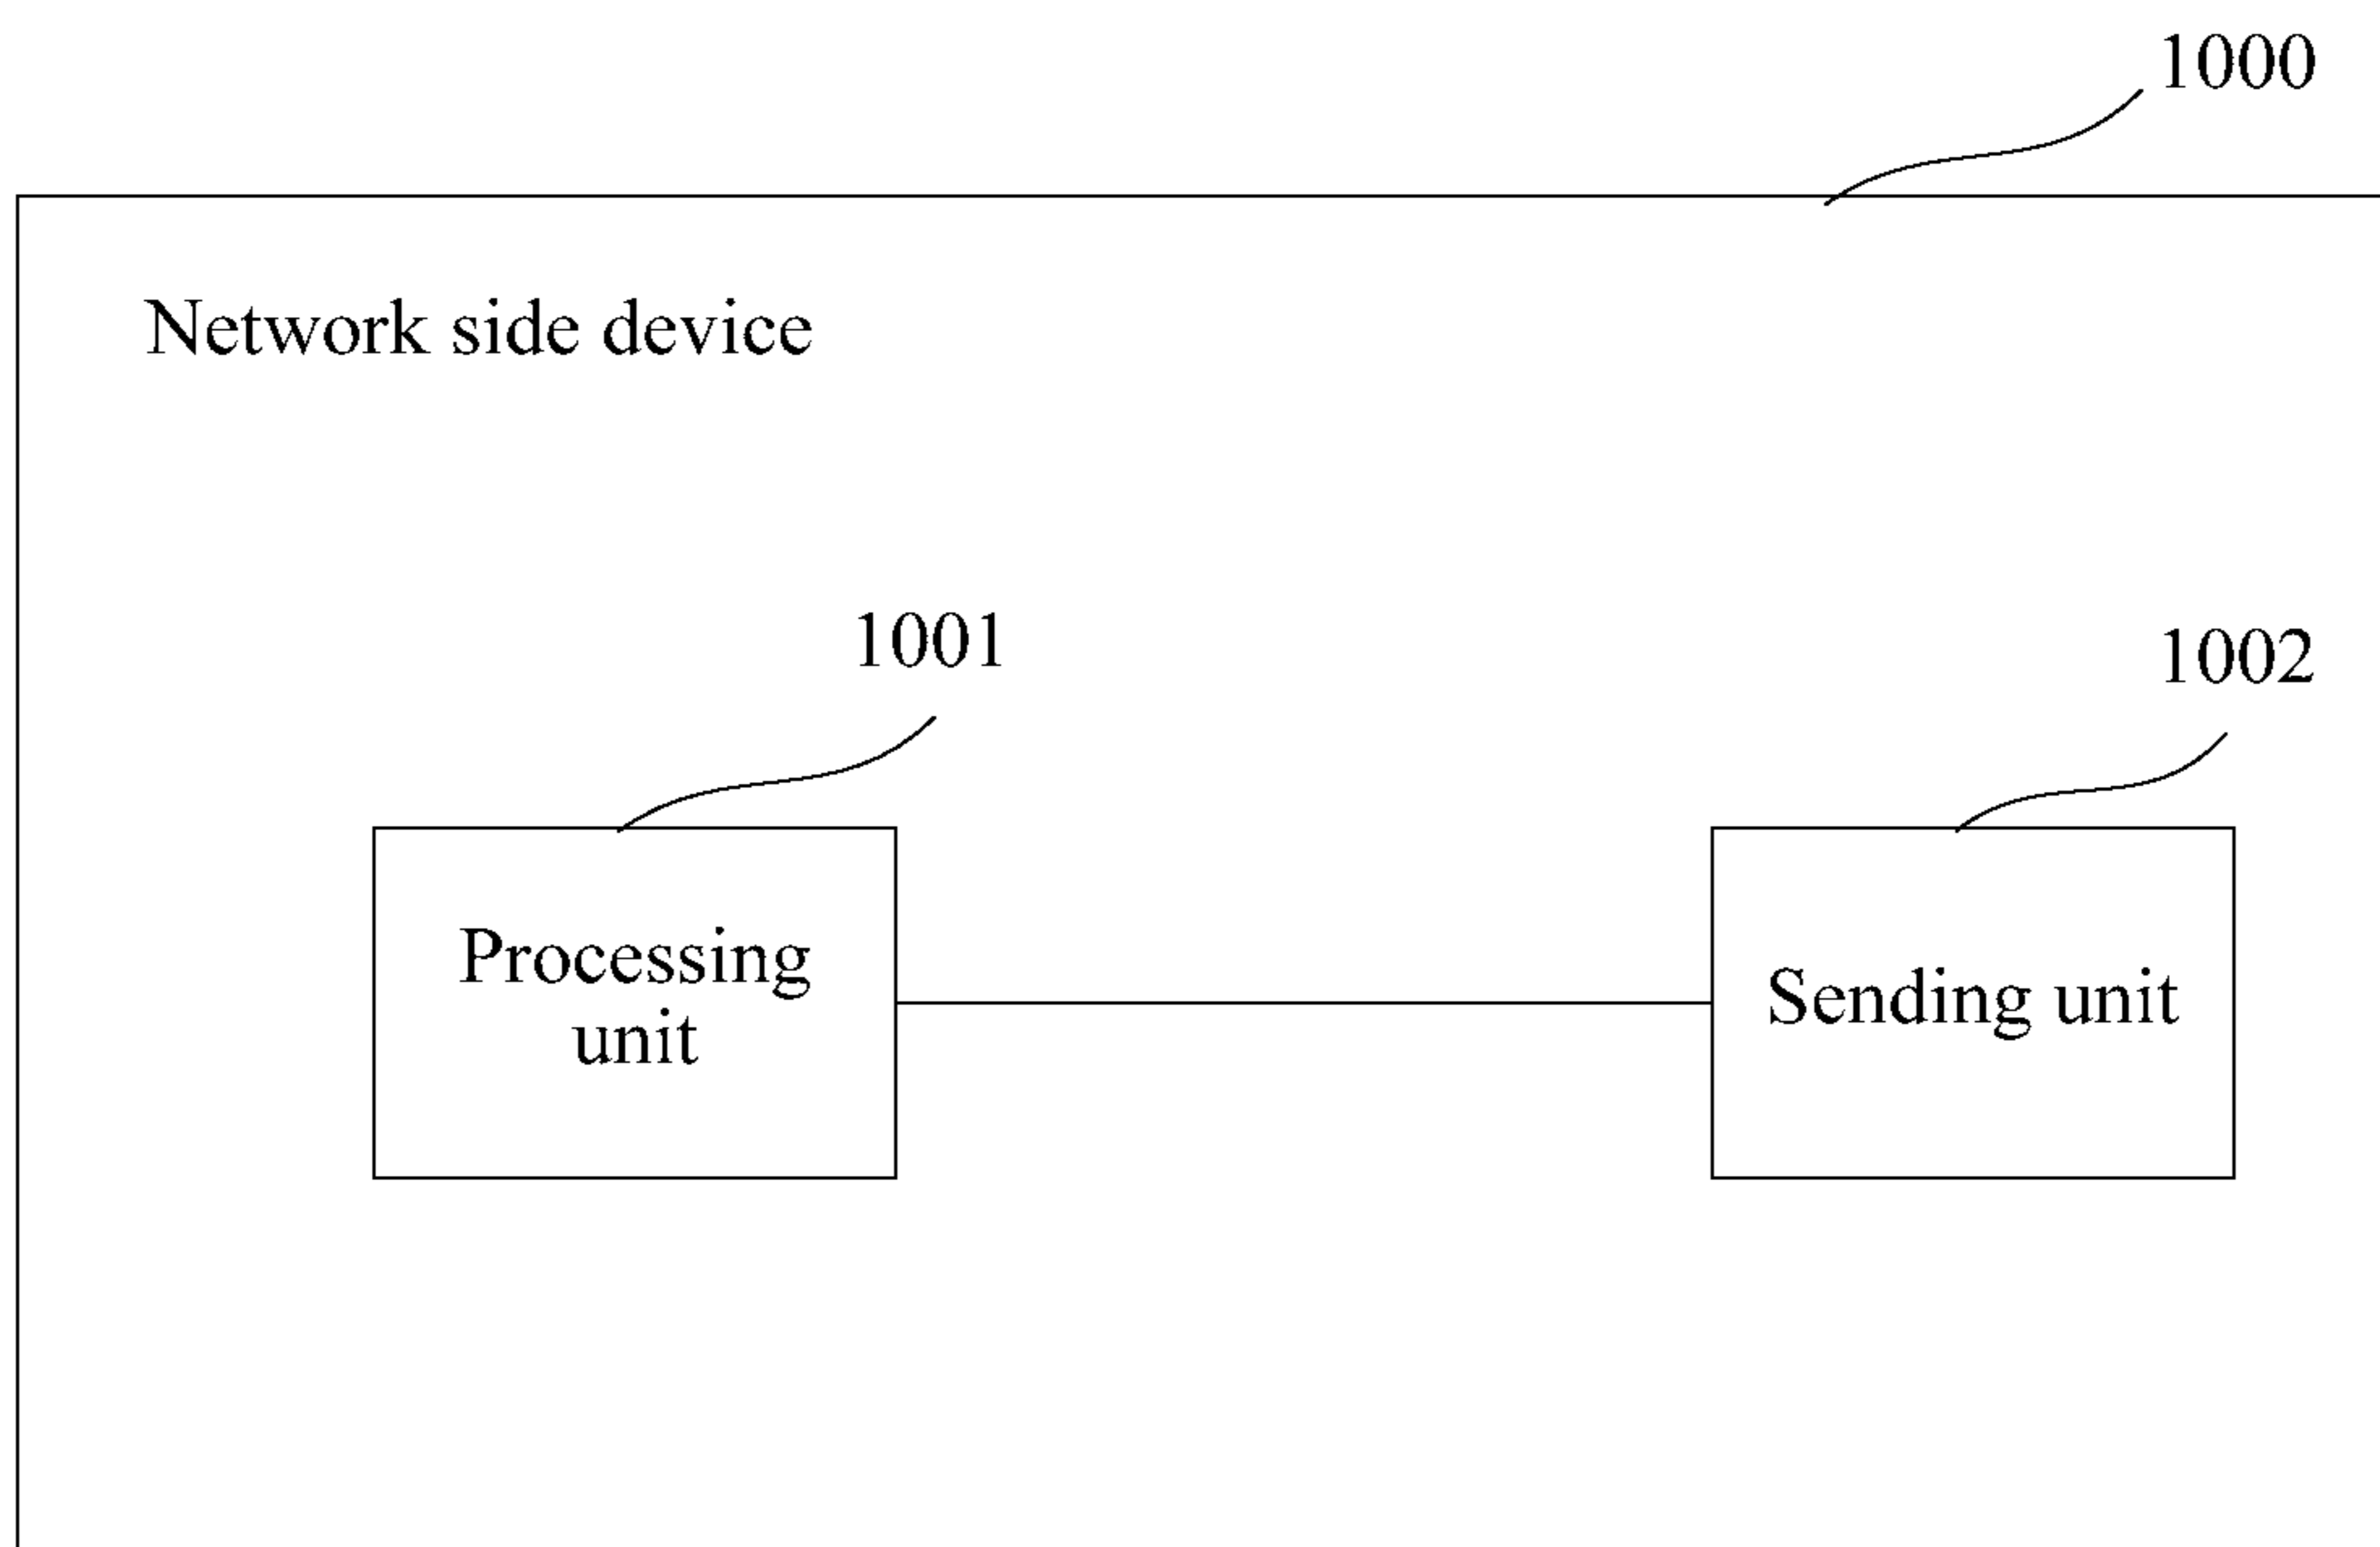 1000
Network side device
1001
1002
Processing
unit
Sending unit